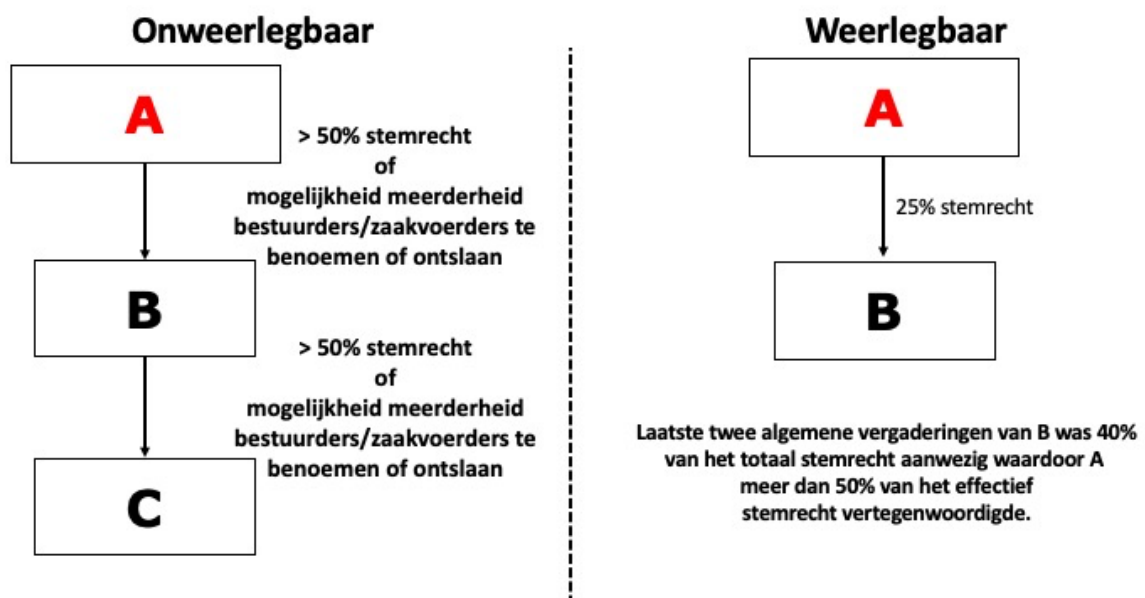 Onweerlegbaar
A
> 50% stemrecht
of
mogelijkheid meerderheid
bestuurders/zaakvoerders te
benoemen of ontslaan
B
> 50% stemrecht
of
mogelijkheid meerderheid
bestuurders/zaakvoerders te
benoemen of ontslaan
C
Weerlegbaar
A
25% stemrecht
B
Laatste twee algemene vergaderingen van B was 40%
van het totaal stemrecht aanwezig waardoor A
meer dan 50% van het effectief
stemrecht vertegenwoordigde.